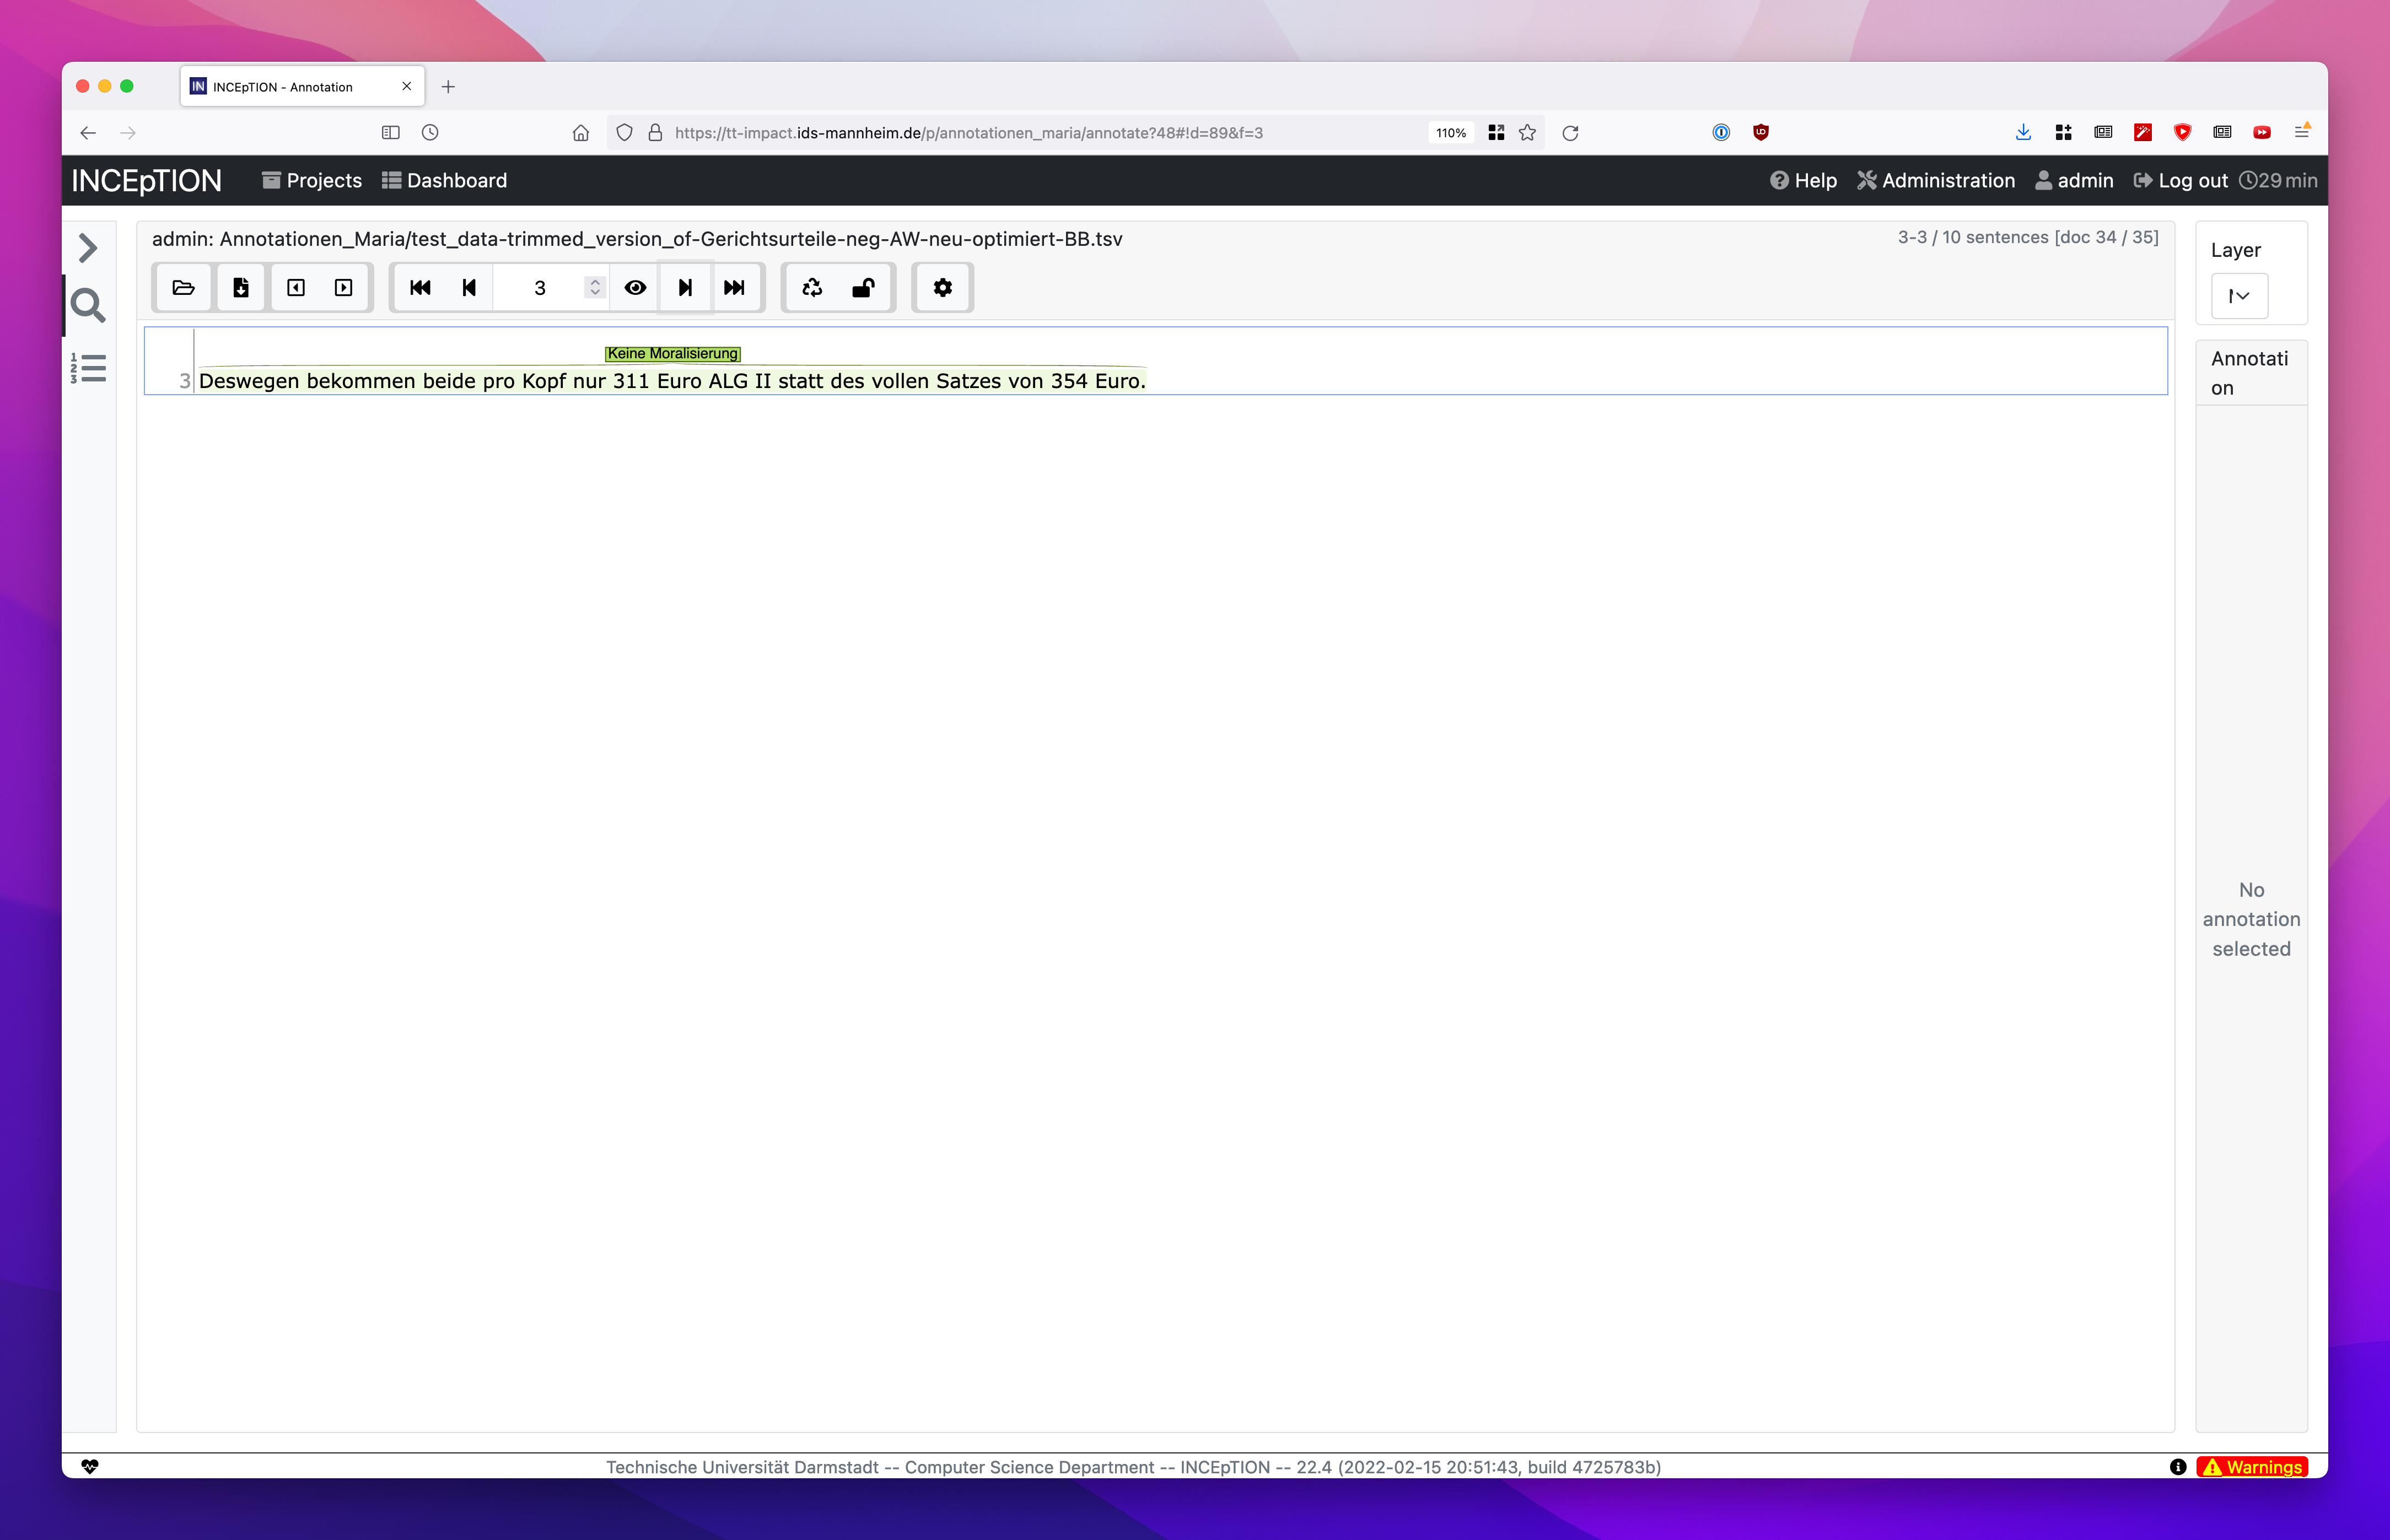 INCEpTION - Annotation
https://tt-impact.ids-mannheim.de/p/annotationen_maria/annotate?48#!d=89&f=3
110%
INCEpTION Projects Dashboard Help Administration admin Log out 29 min
admin: Annotationen_Maria/test_data-trimmed_version_of-Gerichtsurteile-neg-AW-neu-optimiert-BB.tsv
3-3 / 10 sentences [doc 34 / 35]
3
Keine Moralisierung
3 Deswegen bekommen beide pro Kopf nur 311 Euro ALG II statt des vollen Satzes von 354 Euro.
Layer
Annotati
on
No
annotation
selected
Technische Universität Darmstadt -- Computer Science Department -- INCEpTION -- 22.4 (2022-02-15 20:51:43, build 4725783b)
Warnings